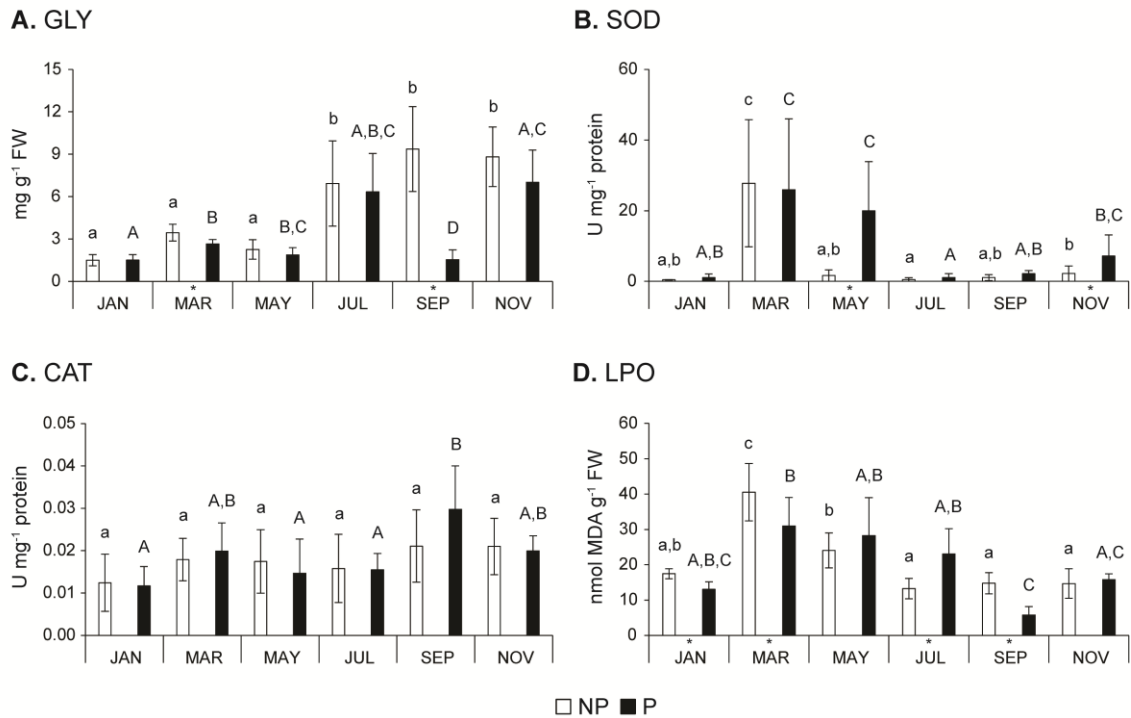 A. GLY
mg g⁻¹ FW
15
12
9
6
3
0
a A a B a B,C b A,B,C b D b A,C
* *
JAN MAR MAY JUL SEP NOV
B. SOD
U mg⁻¹ protein
60
40
20
0
a,b A,B c C a,b C a A a,b A,B b B,C
* *
JAN MAR MAY JUL SEP NOV
C. CAT
U mg⁻¹ protein
0.05
0.04
0.03
0.02
0.01
0.00
a A a A,B a A a A a B a A,B
JAN MAR MAY JUL SEP NOV
D. LPO
nmol MDA g⁻¹ FW
60
50
40
30
20
10
0
a,b A,B,C c B b A,B a A,B a C a A,C
* * * *
JAN MAR MAY JUL SEP NOV
NP P